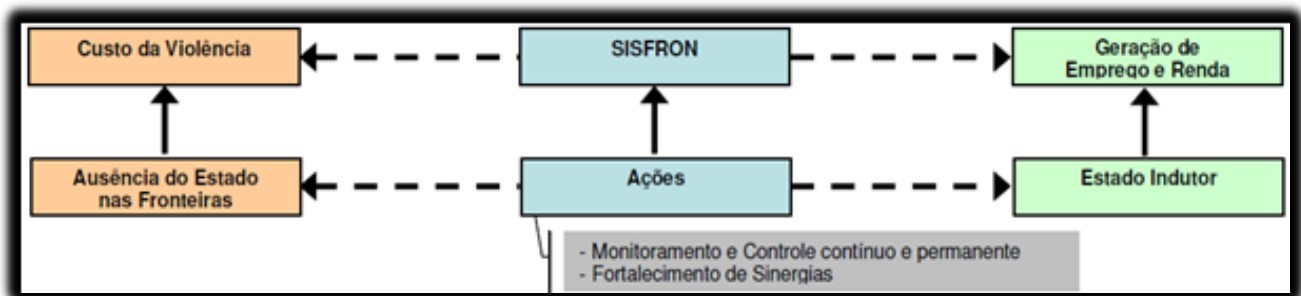 Custo da Violência
SISFRON
Geração de
Emprego e Renda
Ausência do Estado
nas Fronteiras
Ações
Estado Indutor
- Monitoramento e Controle contínuo e permanente
- Fortalecimento de Sinergias